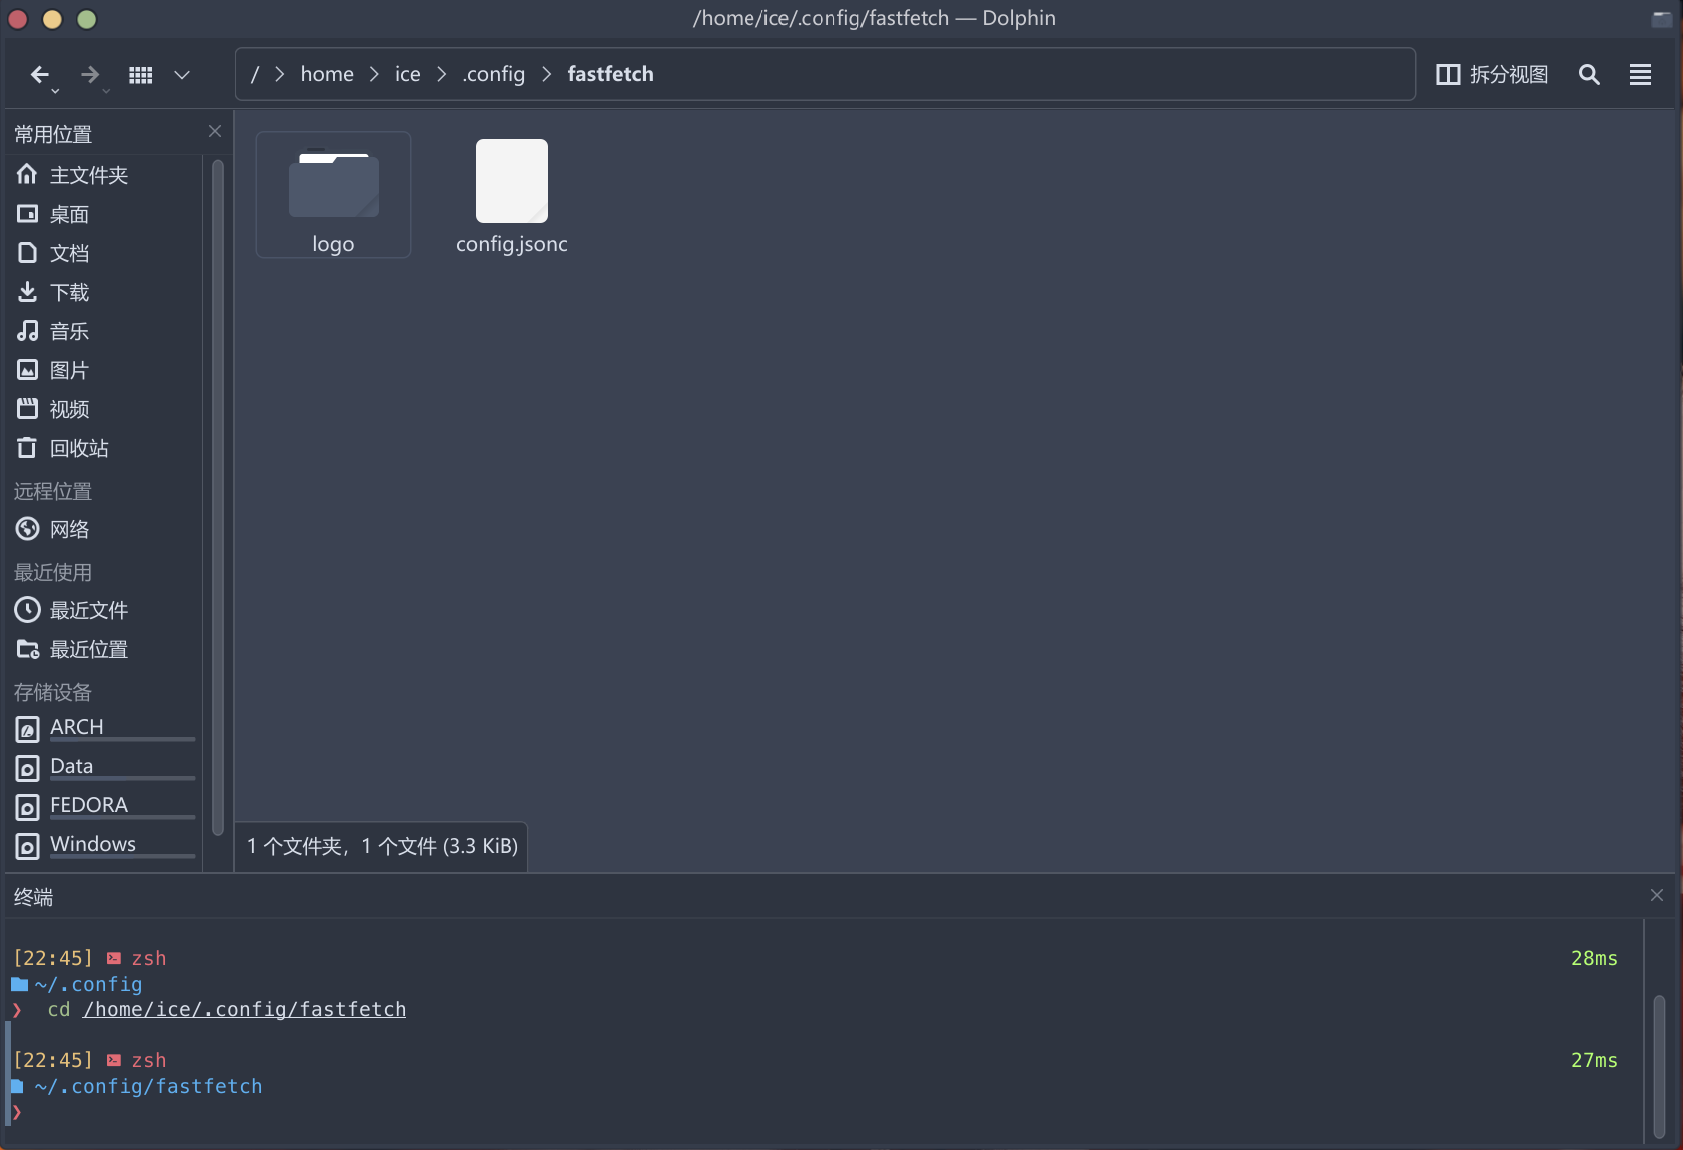 /home/ice/.config/fastfetch — Dolphin
/ > home > ice > .config > fastfetch
拆分视图
常用位置
主文件夹
桌面
文档
下载
音乐
图片
视频
回收站
远程位置
网络
最近使用
最近文件
最近位置
存储设备
ARCH
Data
FEDORA
Windows
logo
config.jsonc
1 个文件夹，1 个文件 (3.3 KiB)
终端
[22:45] zsh 28ms
~/.config
❯ cd /home/ice/.config/fastfetch
[22:45] zsh 27ms
~/.config/fastfetch
❯